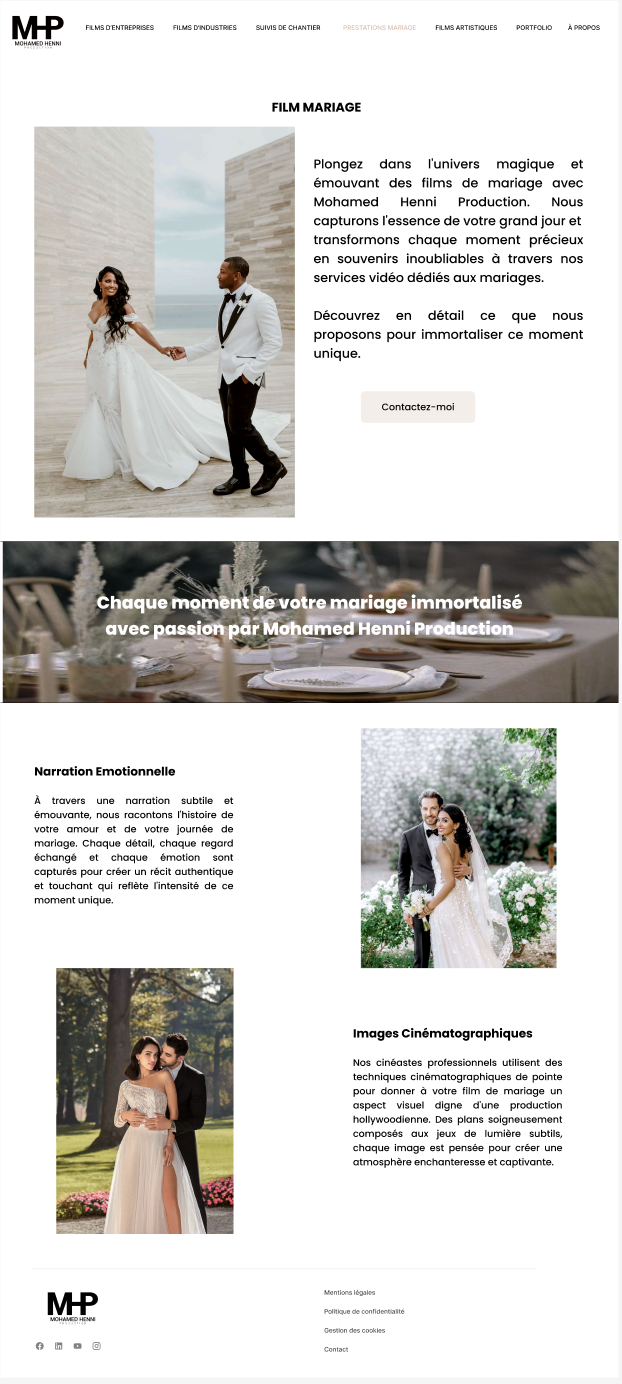 MHP
MOHAMED HENNI
PRODUCTION
FILMS D'ENTREPRISES
FILMS D'INDUSTRIES
SUIVIS DE CHANTIER
PRESTATIONS MARIAGE
FILMS ARTISTIQUES
PORTFOLIO
À PROPOS
FILM MARIAGE
Plongez dans l'univers magique et
émouvant des films de mariage avec
Mohamed Henni Production. Nous
capturons l'essence de votre grand jour et
transformons chaque moment précieux
en souvenirs inoubliables à travers nos
services vidéo dédiés aux mariages.
Découvrez en détail ce que nous
proposons pour immortaliser ce moment
unique.
Contactez-moi
Chaque moment de votre mariage immortalisé
avec passion par Mohamed Henni Production
Narration Emotionnelle
À travers une narration subtile et
émouvante, nous racontons l'histoire de
votre amour et de votre journée de
mariage. Chaque détail, chaque regard
échangé et chaque émotion sont
capturés pour créer un récit authentique
et touchant qui reflète l'intensité de ce
moment unique.
Images Cinématographiques
Nos cinéastes professionnels utilisent des
techniques cinématographiques de pointe
pour donner à votre film de mariage un
aspect visuel digne d'une production
hollywoodienne. Des plans soigneusement
composés aux jeux de lumière subtils,
chaque image est pensée pour créer une
atmosphère enchanteresse et captivante.
MHP
MOHAMED HENNI
PRODUCTION
Mentions légales
Politique de confidentialité
Gestion des cookies
Contact